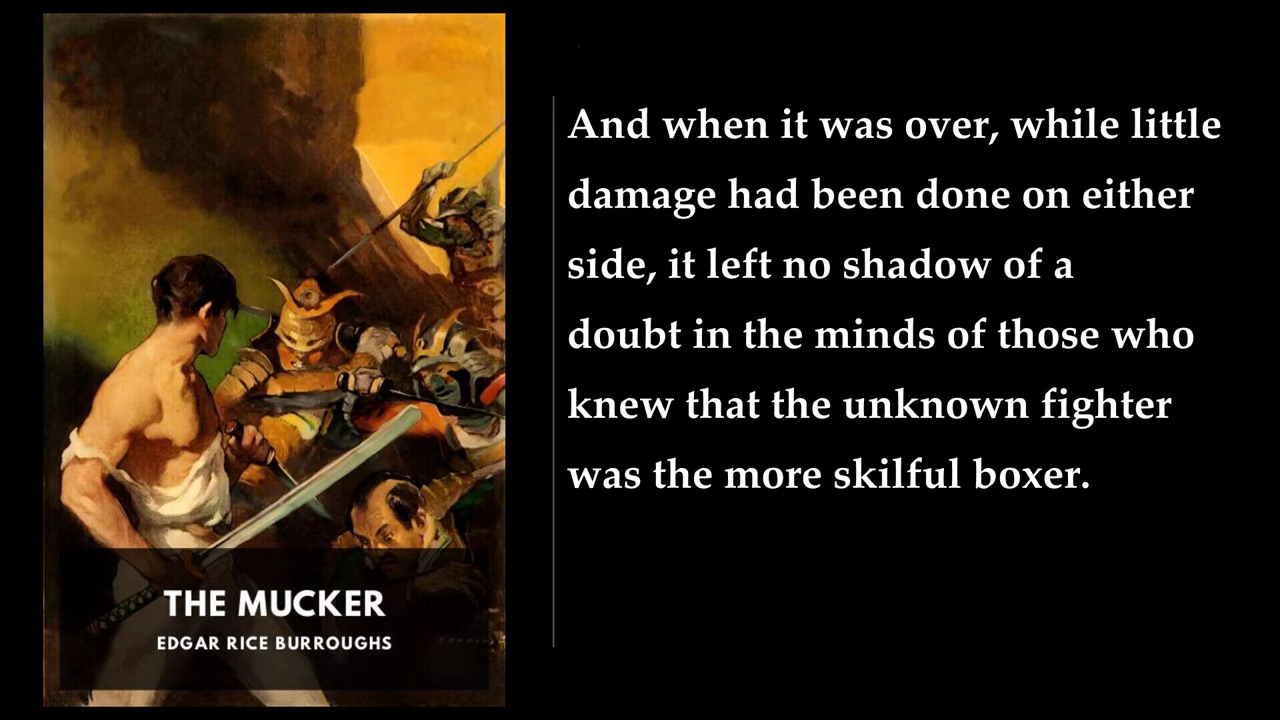 THE MUCKER
EDGAR RICE BURROUGHS
And when it was over, while little
damage had been done on either
side, it left no shadow of a
doubt in the minds of those who
knew that the unknown fighter
was the more skilful boxer.